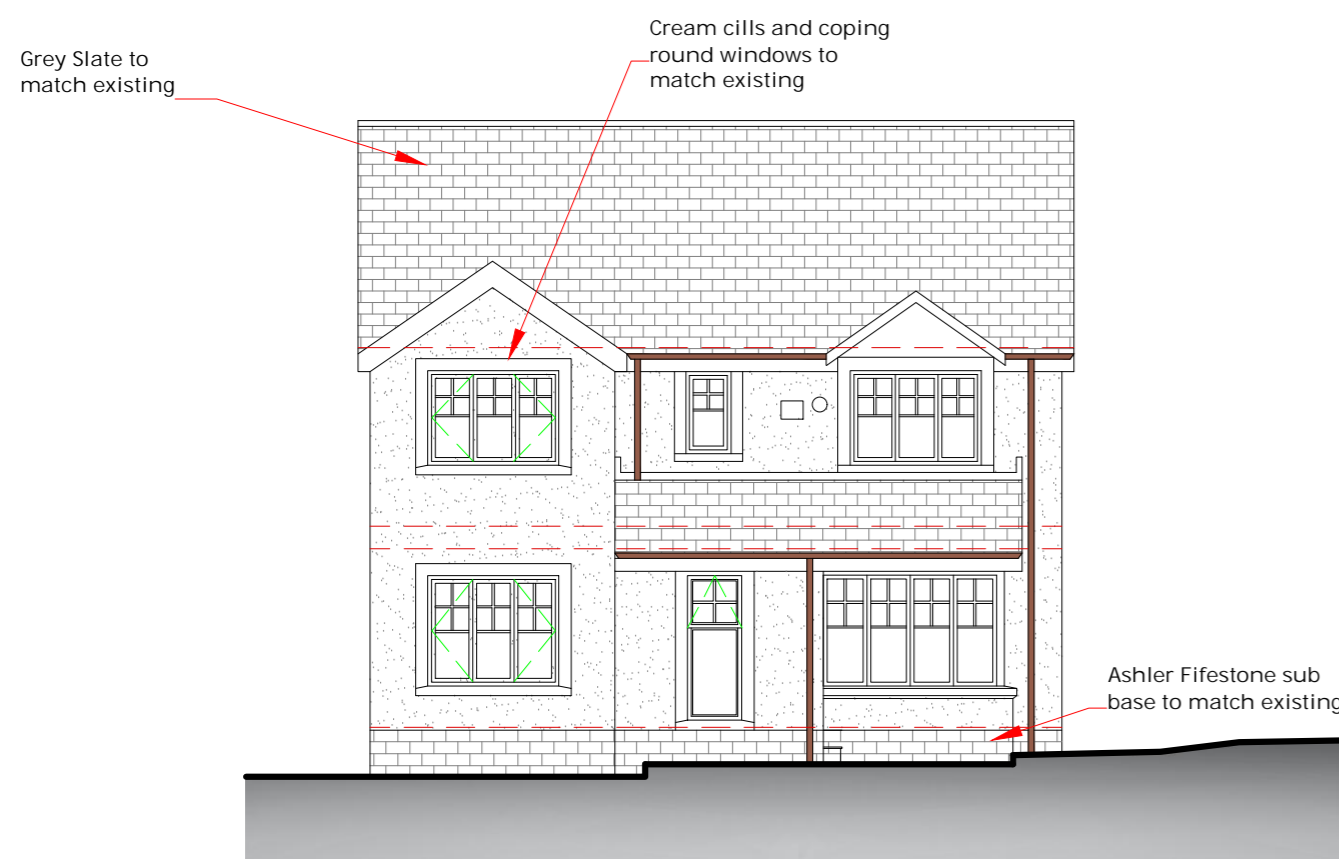 Cream cills and coping
round windows to
match existing
Grey Slate to
match existing
Ashler Fifestone sub
base to match existing